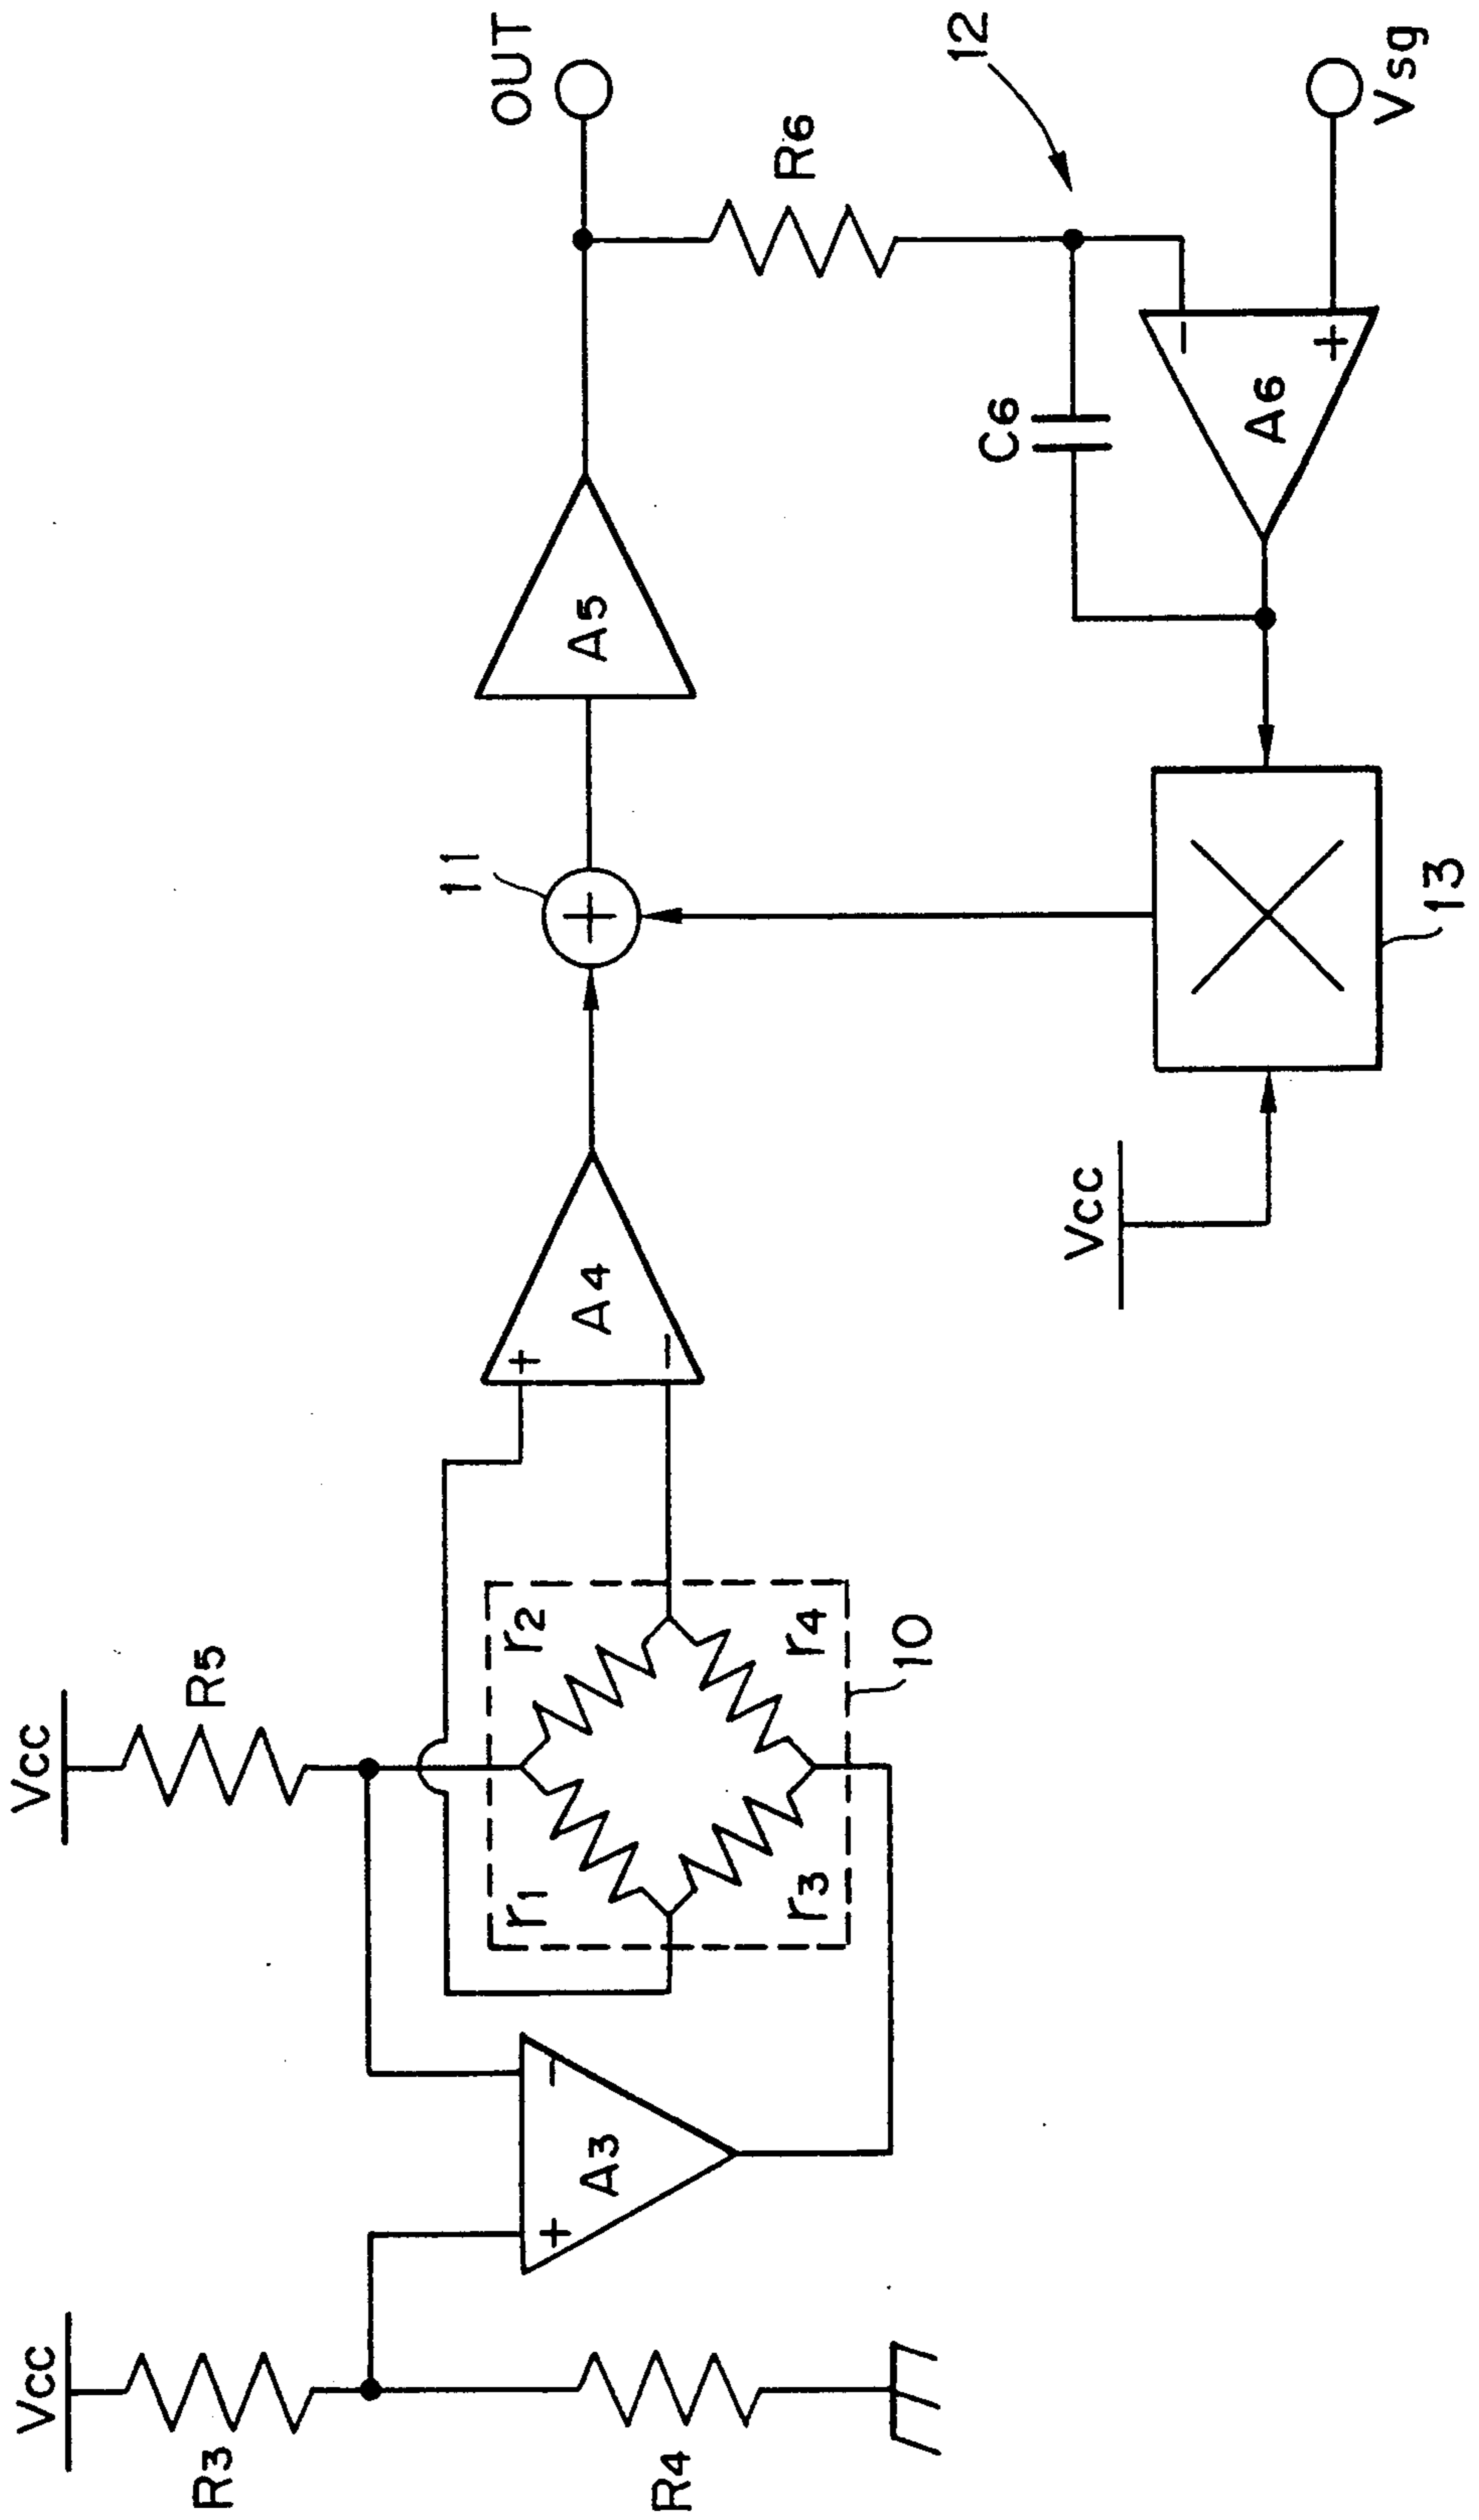 Vcc
Vcc
R3
R5
R4
+
−
A3
r1
r2
r3
r4
10
+
−
A4
11
+
A5
OUT
R6
12
C6
−
+
A6
Vsg
Vcc
13